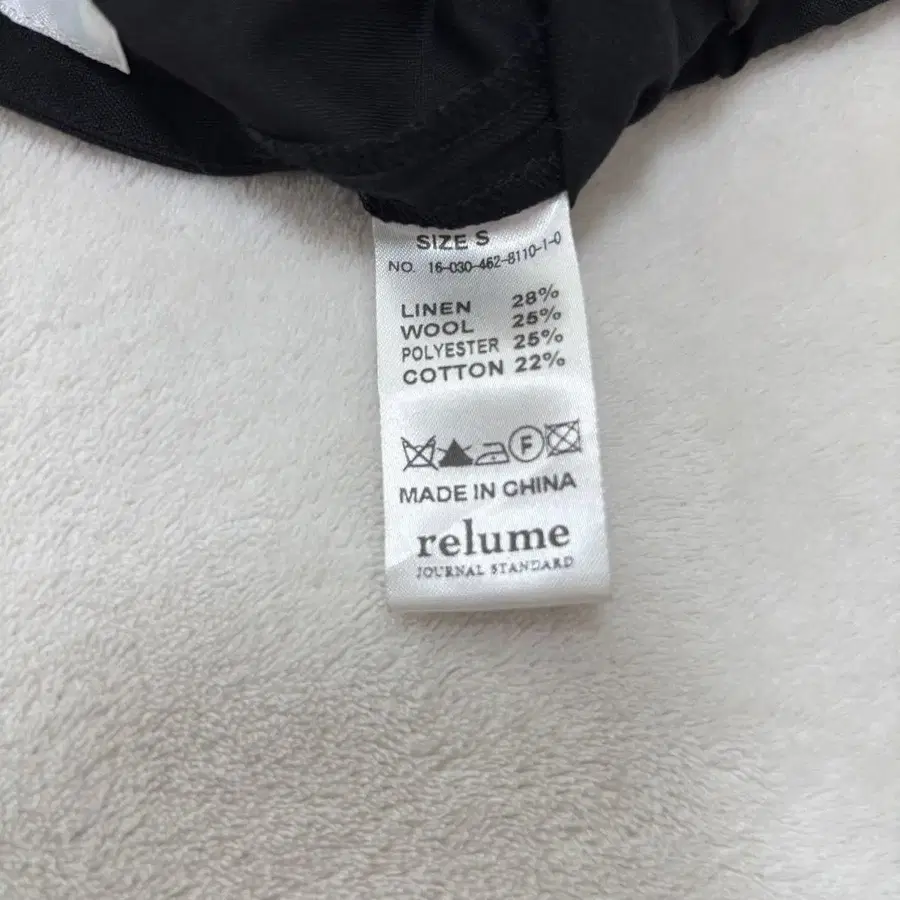 SIZE S
NO. 16-030-462-8110-1-0
LINEN 28%
WOOL 25%
POLYESTER 25%
COTTON 22%
F
MADE IN CHINA
relume
JOURNAL STANDARD